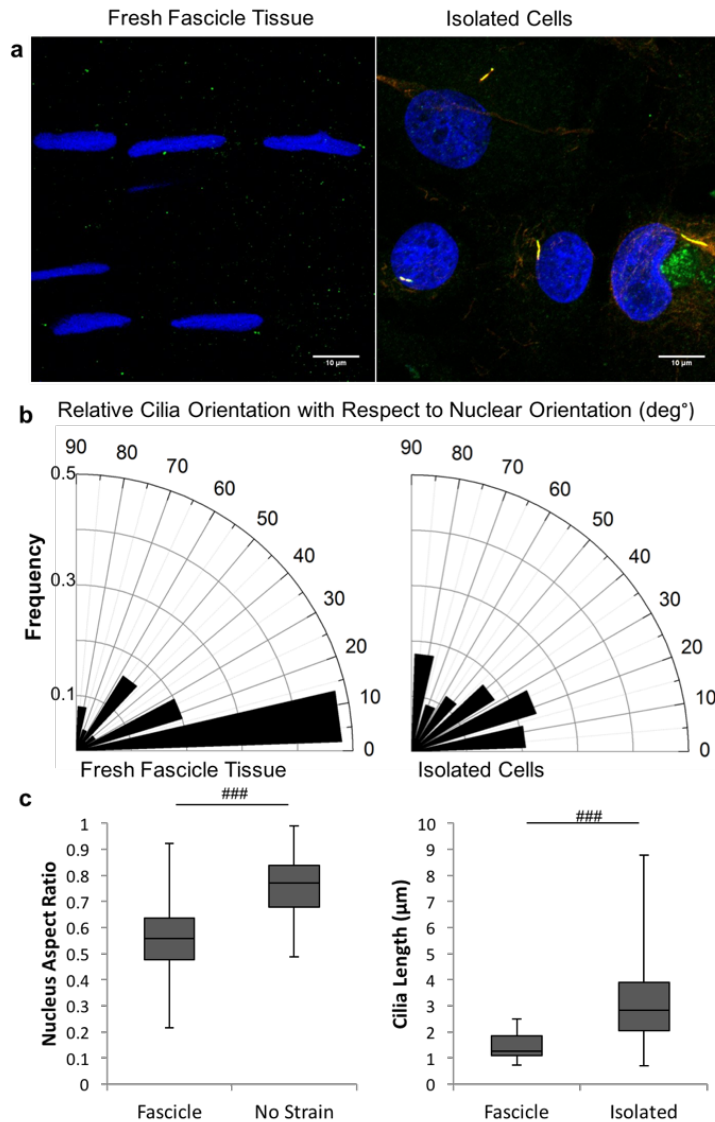 Fresh Fascicle Tissue
Isolated Cells
a
10 µm
10 µm
b Relative Cilia Orientation with Respect to Nuclear Orientation (deg°)
90
80
70
60
50
40
30
20
10
0
0.5
0.3
0.1
Frequency
90
80
70
60
50
40
30
20
10
0
Fresh Fascicle Tissue
Isolated Cells
c
###
1
0.9
0.8
0.7
0.6
0.5
0.4
0.3
0.2
0.1
0
Nucleus Aspect Ratio
Fascicle
No Strain
###
10
9
8
7
6
5
4
3
2
1
0
Cilia Length (µm)
Fascicle
Isolated